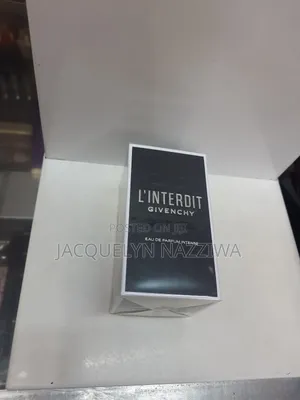 L'INTERDIT
GIVENCHY
POSTED ON
JACQUELYN NAZZIWA
EAU DE PARFUM INTENSE